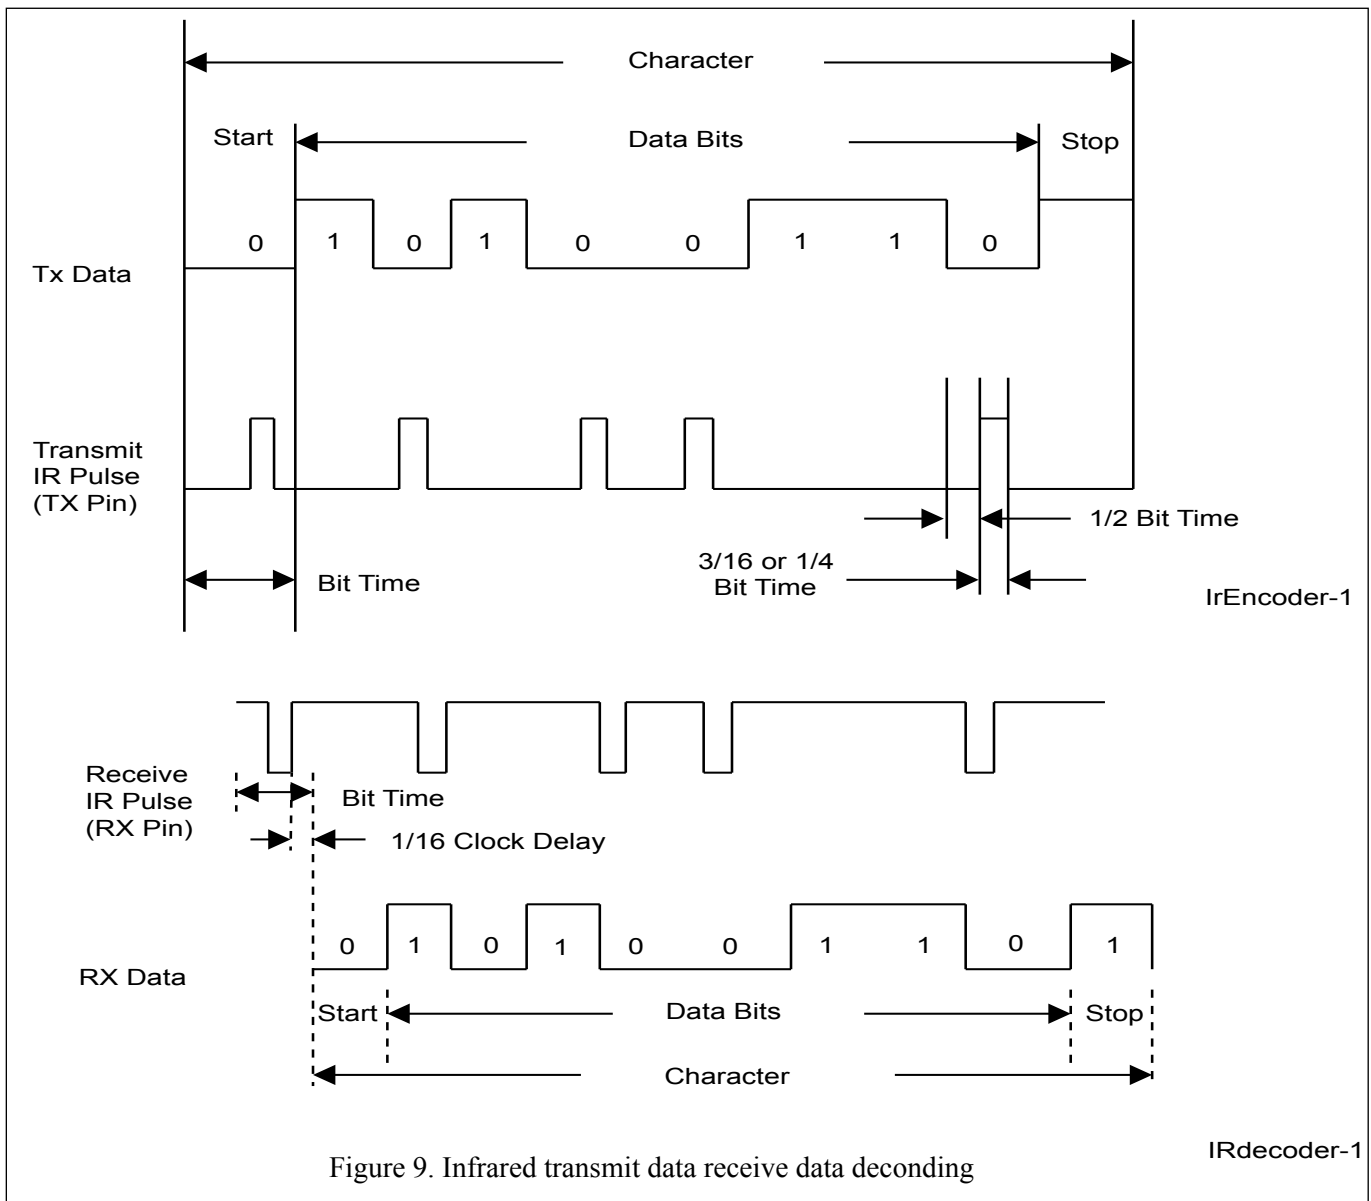 Character
Start
Data Bits
Stop
0 1 0 1 0 0 1 1 0
Tx Data
Transmit
IR Pulse
(TX Pin)
1/2 Bit Time
3/16 or 1/4
Bit Time
Bit Time
IrEncoder-1
Receive
IR Pulse
(RX Pin)
Bit Time
1/16 Clock Delay
0 1 0 1 0 0 1 1 0 1
RX Data
Start
Data Bits
Stop
Character
IRdecoder-1
Figure 9. Infrared transmit data receive data deconding